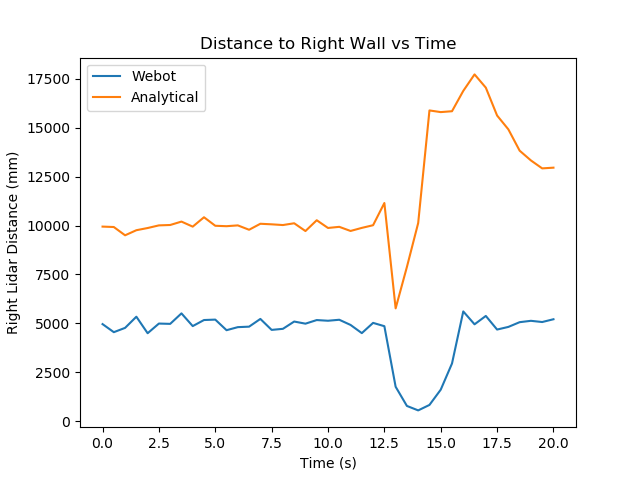 Distance to Right Wall vs Time
Webot
Analytical
Right Lidar Distance (mm)
17500
15000
12500
10000
7500
5000
2500
0
0.0 2.5 5.0 7.5 10.0 12.5 15.0 17.5 20.0
Time (s)